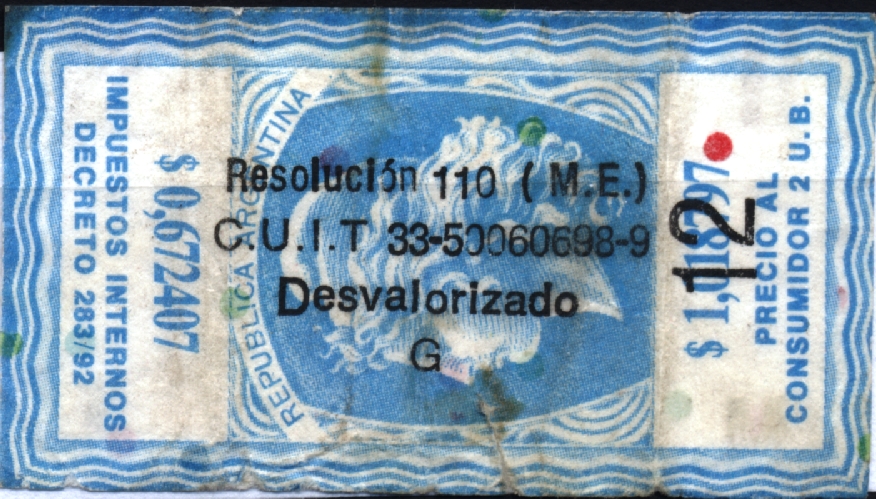 IMPUESTOS INTERNOS
DECRETO 283/92
$ 0,672407
REPUBLICA ARGENTINA
Resolución 110 ( M.E.)
C.U.I.T 33-50060698-9
Desvalorizado
G
$ 1,018797
12
PRECIO AL
CONSUMIDOR 2 U.B.